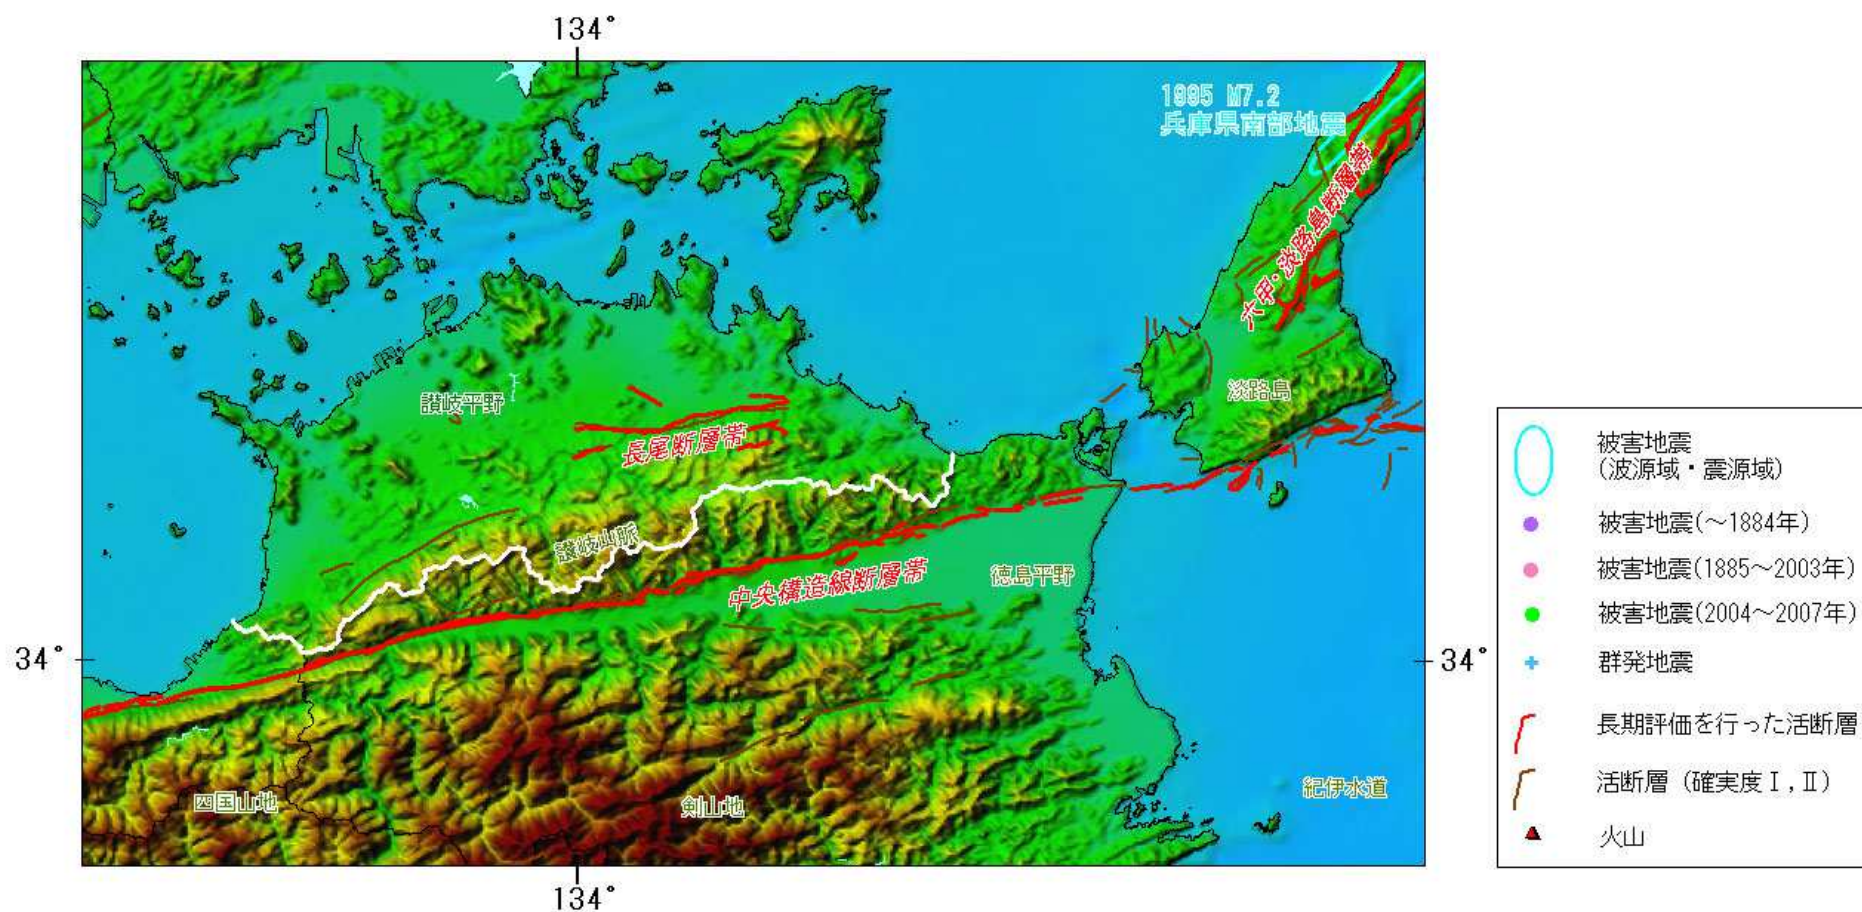 134°
1995 M7.2
兵庫県南部地震
六甲・淡路島断層帯
讃岐平野
淡路島
長尾断層帯
讃岐山脈
中央構造線断層帯
徳島平野
34°
34°
四国山地
剣山地
紀伊水道
134°
被害地震
(波源域・震源域)
被害地震(～1884年)
被害地震(1885～2003年)
被害地震(2004～2007年)
群発地震
長期評価を行った活断層
活断層 (確実度Ⅰ,Ⅱ)
火山